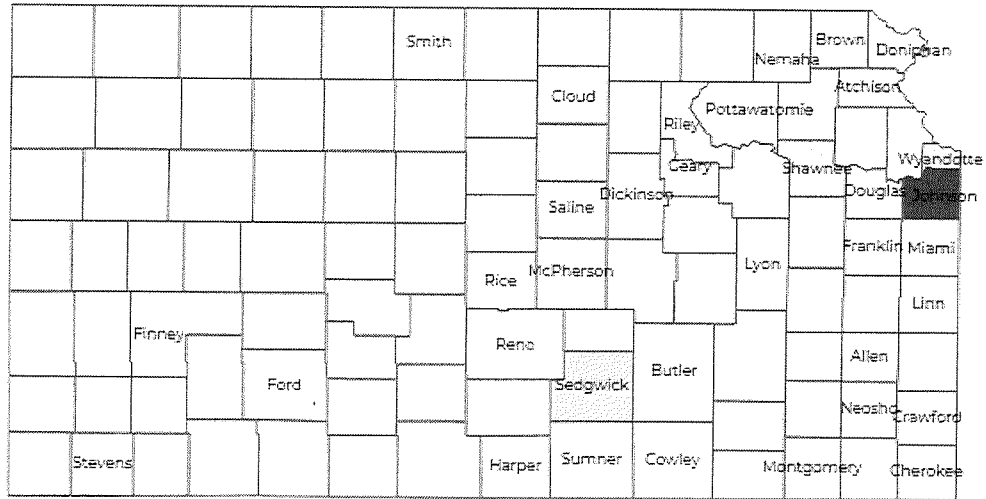 Smith
Nemaha
Brown
Doniphan
Atchison
Cloud
Riley
Pottawatomie
Geary
Shawnee
Wyandotte
Dickinson
Douglas
Johnson
Saline
McPherson
Lyon
Franklin
Miami
Rice
Linn
Finney
Reno
Allen
Ford
Sedgwick
Butler
Neosho
Crawford
Stevens
Harper
Sumner
Cowley
Montgomery
Cherokee